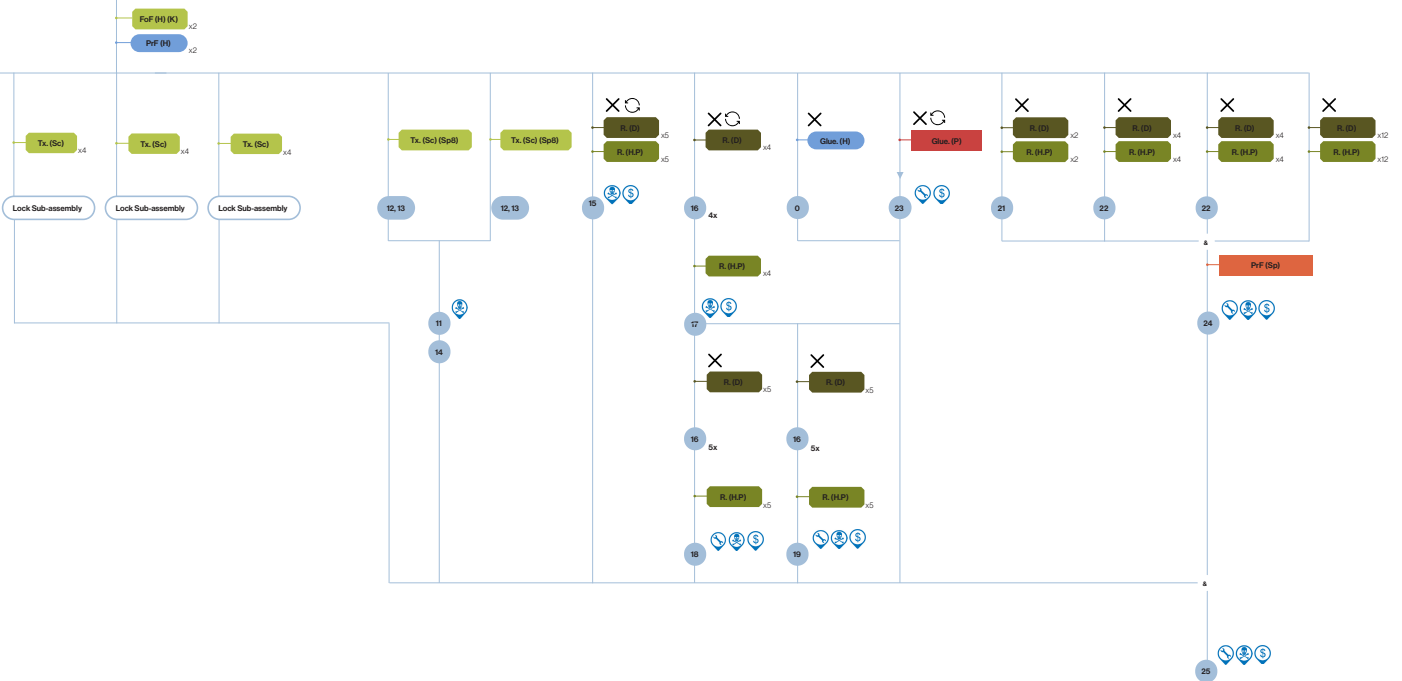 FoF (H) (K)
x2
PrF (H)
x2
Tx. (Sc)
x4
Tx. (Sc)
x4
Tx. (Sc)
x4
Tx. (Sc) (Sp8)
Tx. (Sc) (Sp8)
R. (D)
x5
R. (H.P)
x5
R. (D)
x4
Glue. (H)
Glue. (P)
R. (D)
x2
R. (H.P)
x2
R. (D)
x4
R. (H.P)
x4
R. (D)
x4
R. (H.P)
x4
R. (D)
x12
R. (H.P)
x12
Lock Sub-assembly
Lock Sub-assembly
Lock Sub-assembly
12, 13
12, 13
15
$
16
4x
0
23
$
21
22
22
&
R. (H.P)
x4
PrF (Sp)
11
14
$
17
$
24
R. (D)
x5
R. (D)
x5
16
5x
16
5x
R. (H.P)
x5
R. (H.P)
x5
18
$
19
$
&
25
$